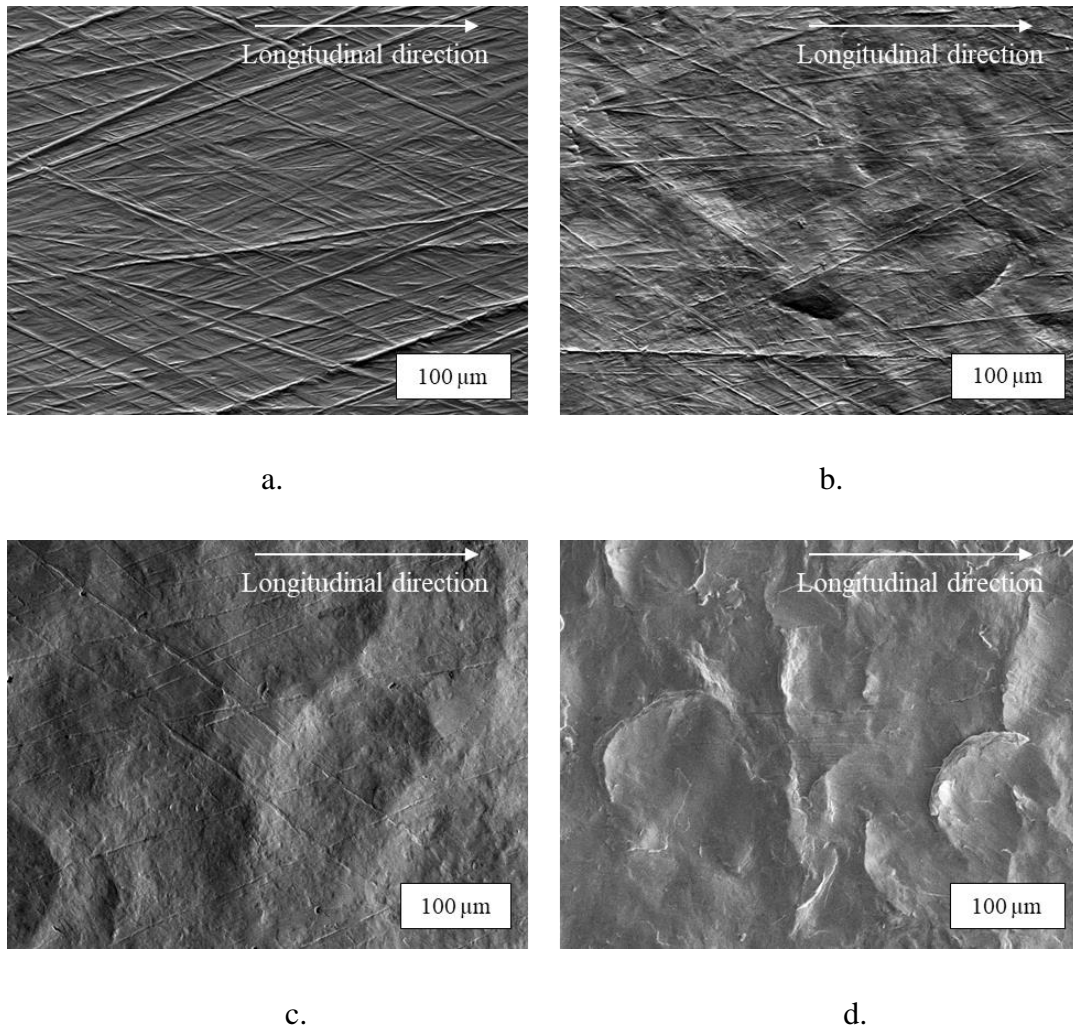 Longitudinal direction
100 μm
Longitudinal direction
100 μm
a.
b.
Longitudinal direction
100 μm
Longitudinal direction
100 μm
c.
d.